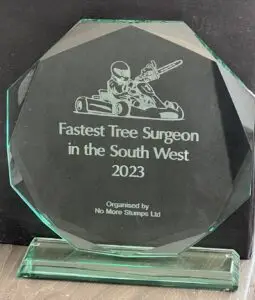 Fastest Tree Surgeon
in the South West
2023
Organised by
No More Stumps Ltd